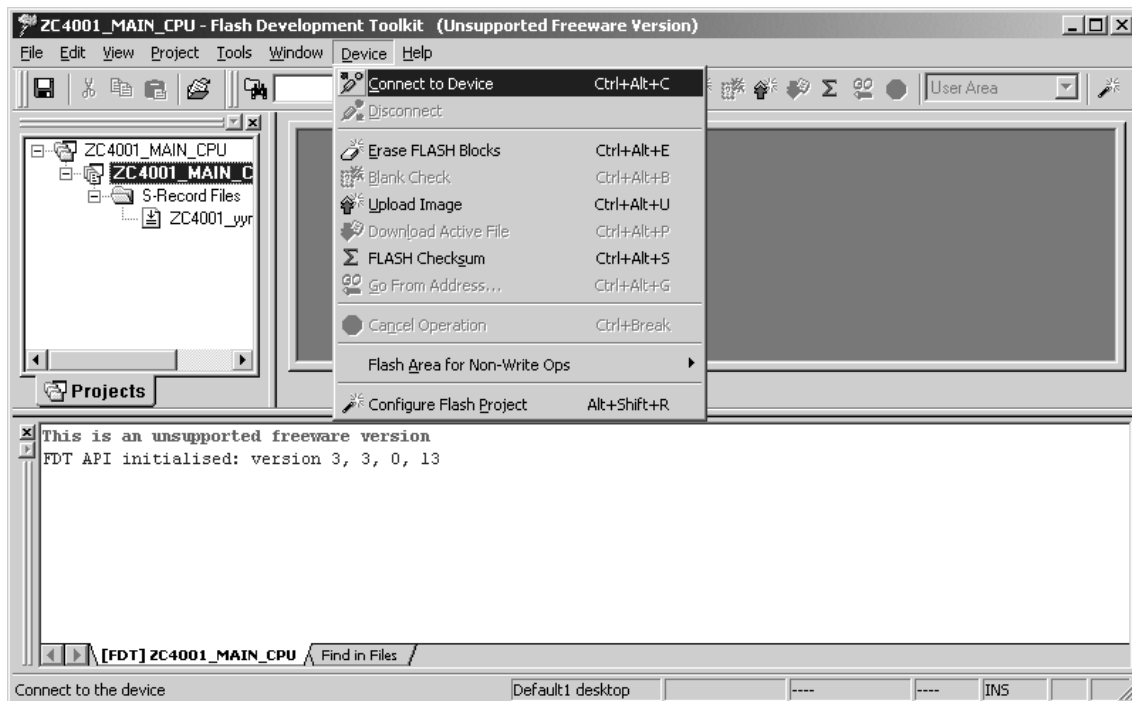 ZC4001_MAIN_CPU - Flash Development Toolkit (Unsupported Freeware Version)
File Edit View Project Tools Window Device Help
User Area
Connect to Device Ctrl+Alt+C
Disconnect
Erase FLASH Blocks Ctrl+Alt+E
Blank Check Ctrl+Alt+B
Upload Image Ctrl+Alt+U
Download Active File Ctrl+Alt+P
FLASH Checksum Ctrl+Alt+S
Go From Address... Ctrl+Alt+G
Cancel Operation Ctrl+Break
Flash Area for Non-Write Ops
Configure Flash Project Alt+Shift+R
ZC4001_MAIN_CPU
ZC4001_MAIN_C
S-Record Files
ZC4001_yyr
Projects
This is an unsupported freeware version
FDT API initialised: version 3, 3, 0, 13
[FDT] ZC4001_MAIN_CPU Find in Files
Connect to the device Default1 desktop ---- ---- INS